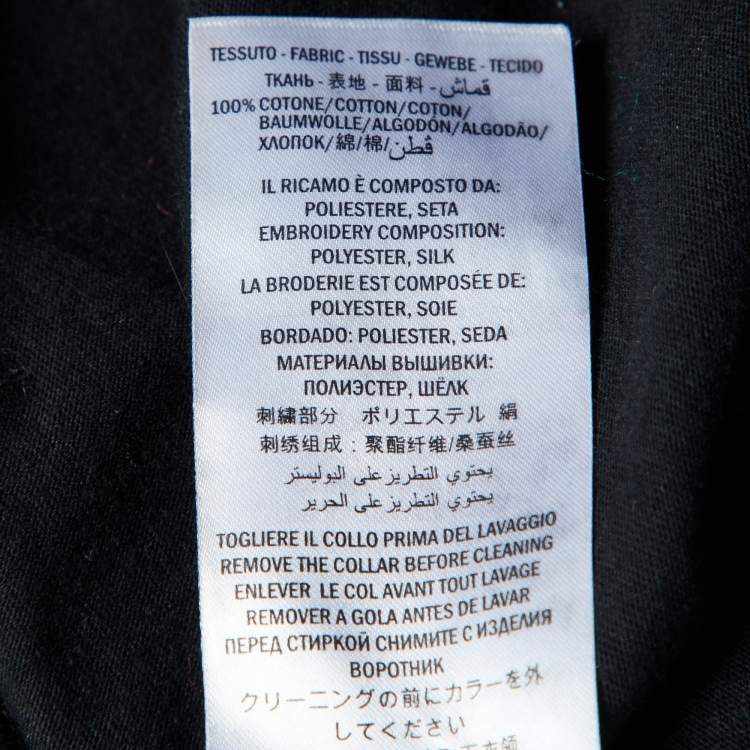 TESSUTO - FABRIC - TISSU - GEWEBE - TECIDO
ТКАНЬ - 表地 - 面料 - قماش
100% COTONE/COTTON/COTON/
BAUMWOLLE/ALGODÓN/ALGODÃO/
ХЛОПОК/綿/棉/قطن
IL RICAMO È COMPOSTO DA:
POLIESTERE, SETA
EMBROIDERY COMPOSITION:
POLYESTER, SILK
LA BRODERIE EST COMPOSÉE DE:
POLYESTER, SOIE
BORDADO: POLIESTER, SEDA
МАТЕРИАЛЫ ВЫШИВКИ:
ПОЛИЭСТЕР, ШЁЛК
刺繍部分 ポリエステル 絹
刺绣组成：聚酯纤维/桑蚕丝
يحتوي التطريز على البوليستر
يحتوي التطريز على الحرير
TOGLIERE IL COLLO PRIMA DEL LAVAGGIO
REMOVE THE COLLAR BEFORE CLEANING
ENLEVER LE COL AVANT TOUT LAVAGE
REMOVER A GOLA ANTES DE LAVAR
ПЕРЕД СТИРКОЙ СНИМИТЕ С ИЗДЕЛИЯ
ВОРОТНИК
クリーニングの前にカラーを外
してください